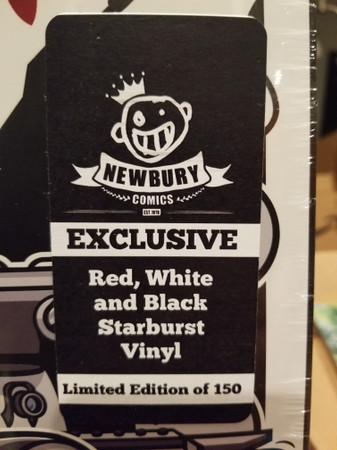 NEWBURY
COMICS
EST. 1978
EXCLUSIVE
Red, White
and Black
Starburst
Vinyl
Limited Edition of 150